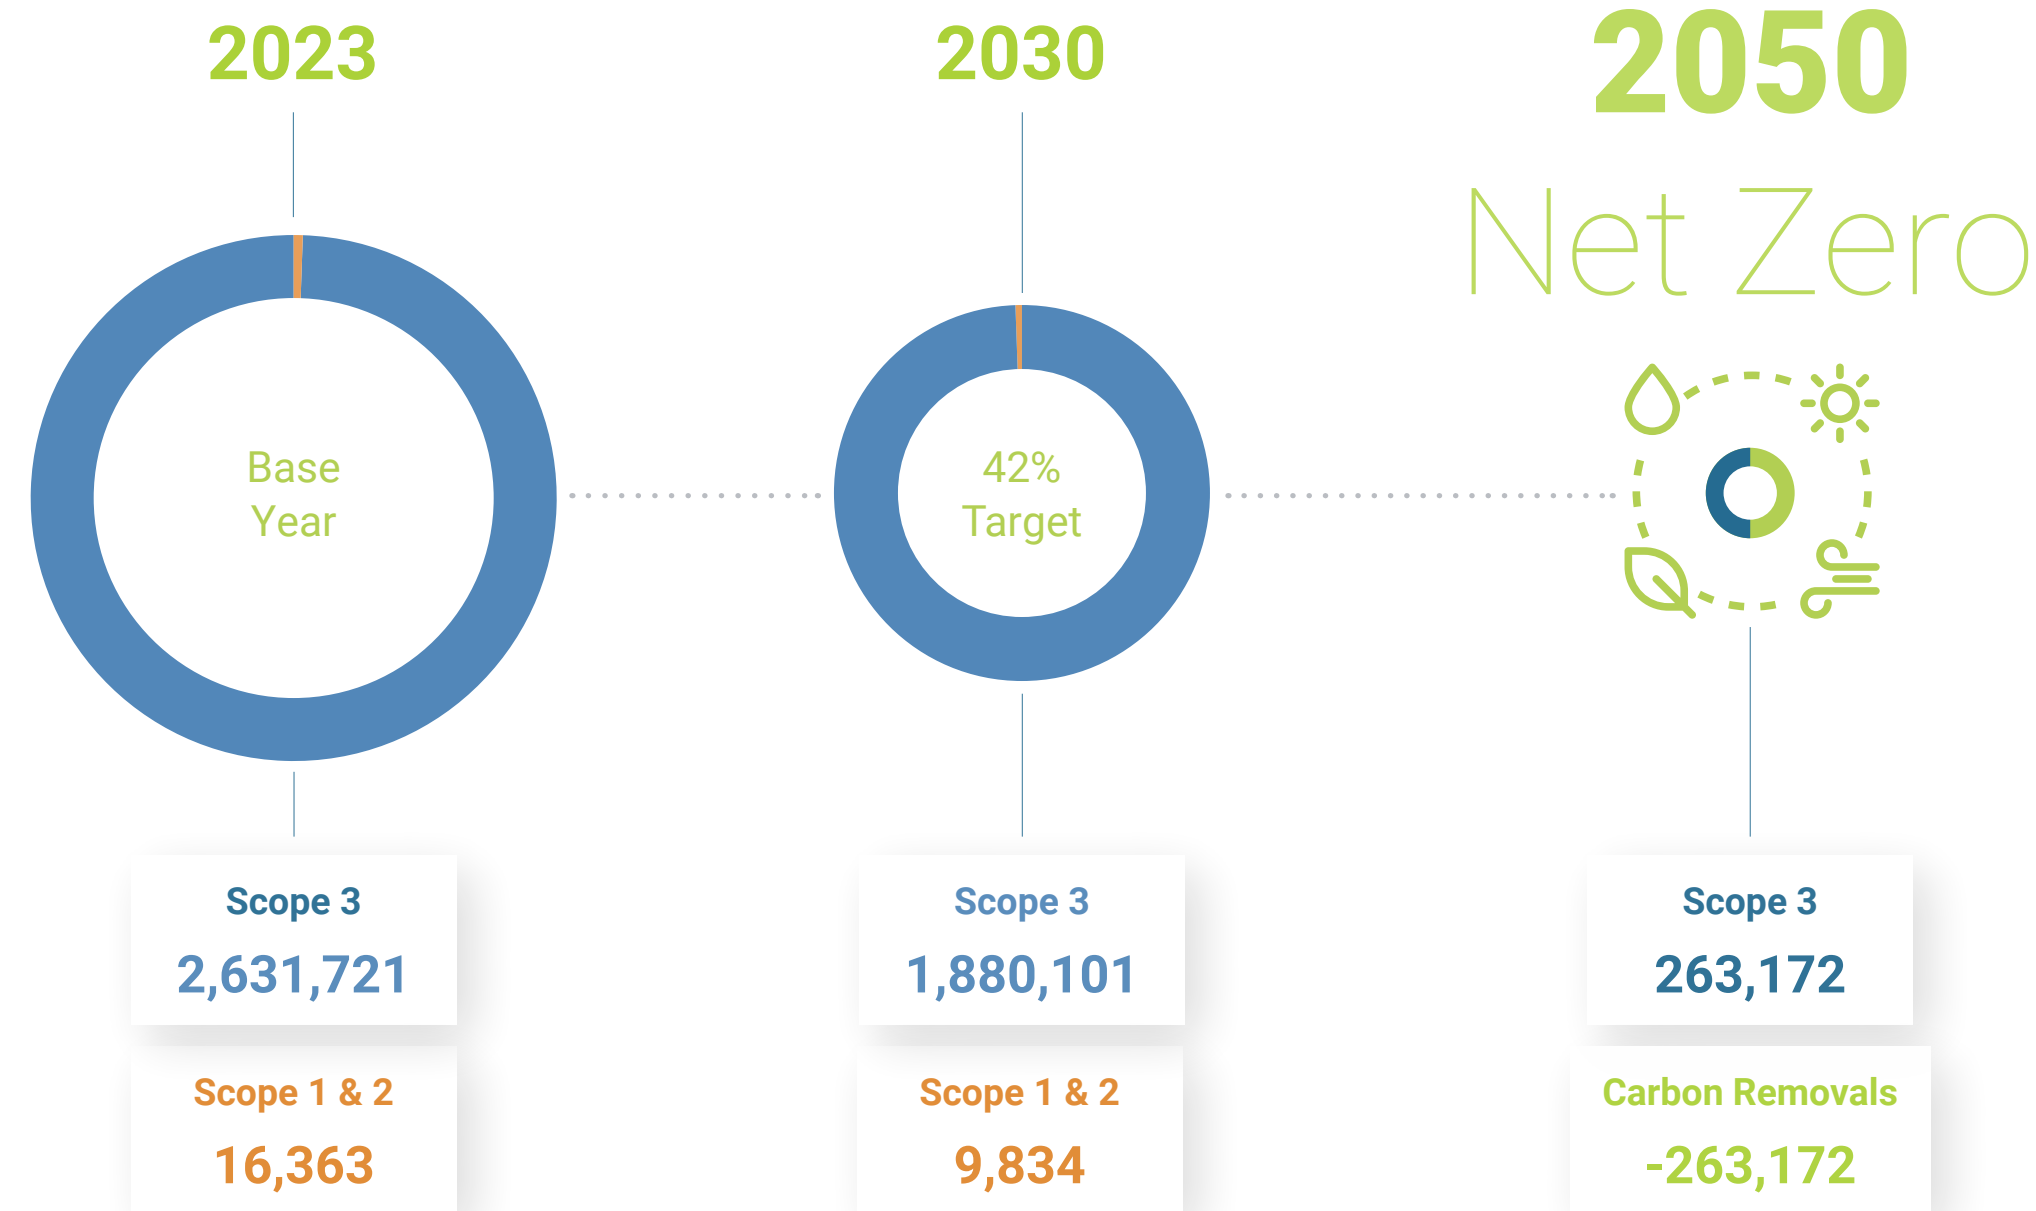 2023
Base
Year
Scope 3
2,631,721
Scope 1 & 2
16,363
2030
42%
Target
Scope 3
1,880,101
Scope 1 & 2
9,834
2050
Net Zero
Scope 3
263,172
Carbon Removals
-263,172